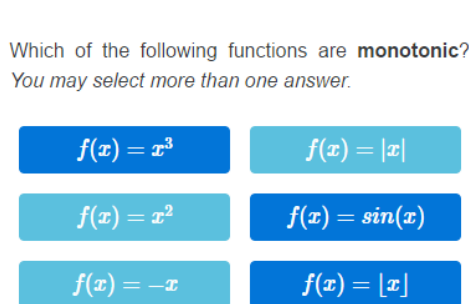 Which of the following functions are monotonic?
You may select more than one answer.
f(x) = x³
f(x) = |x|
f(x) = x²
f(x) = sin(x)
f(x) = −x
f(x) = ⌊x⌋